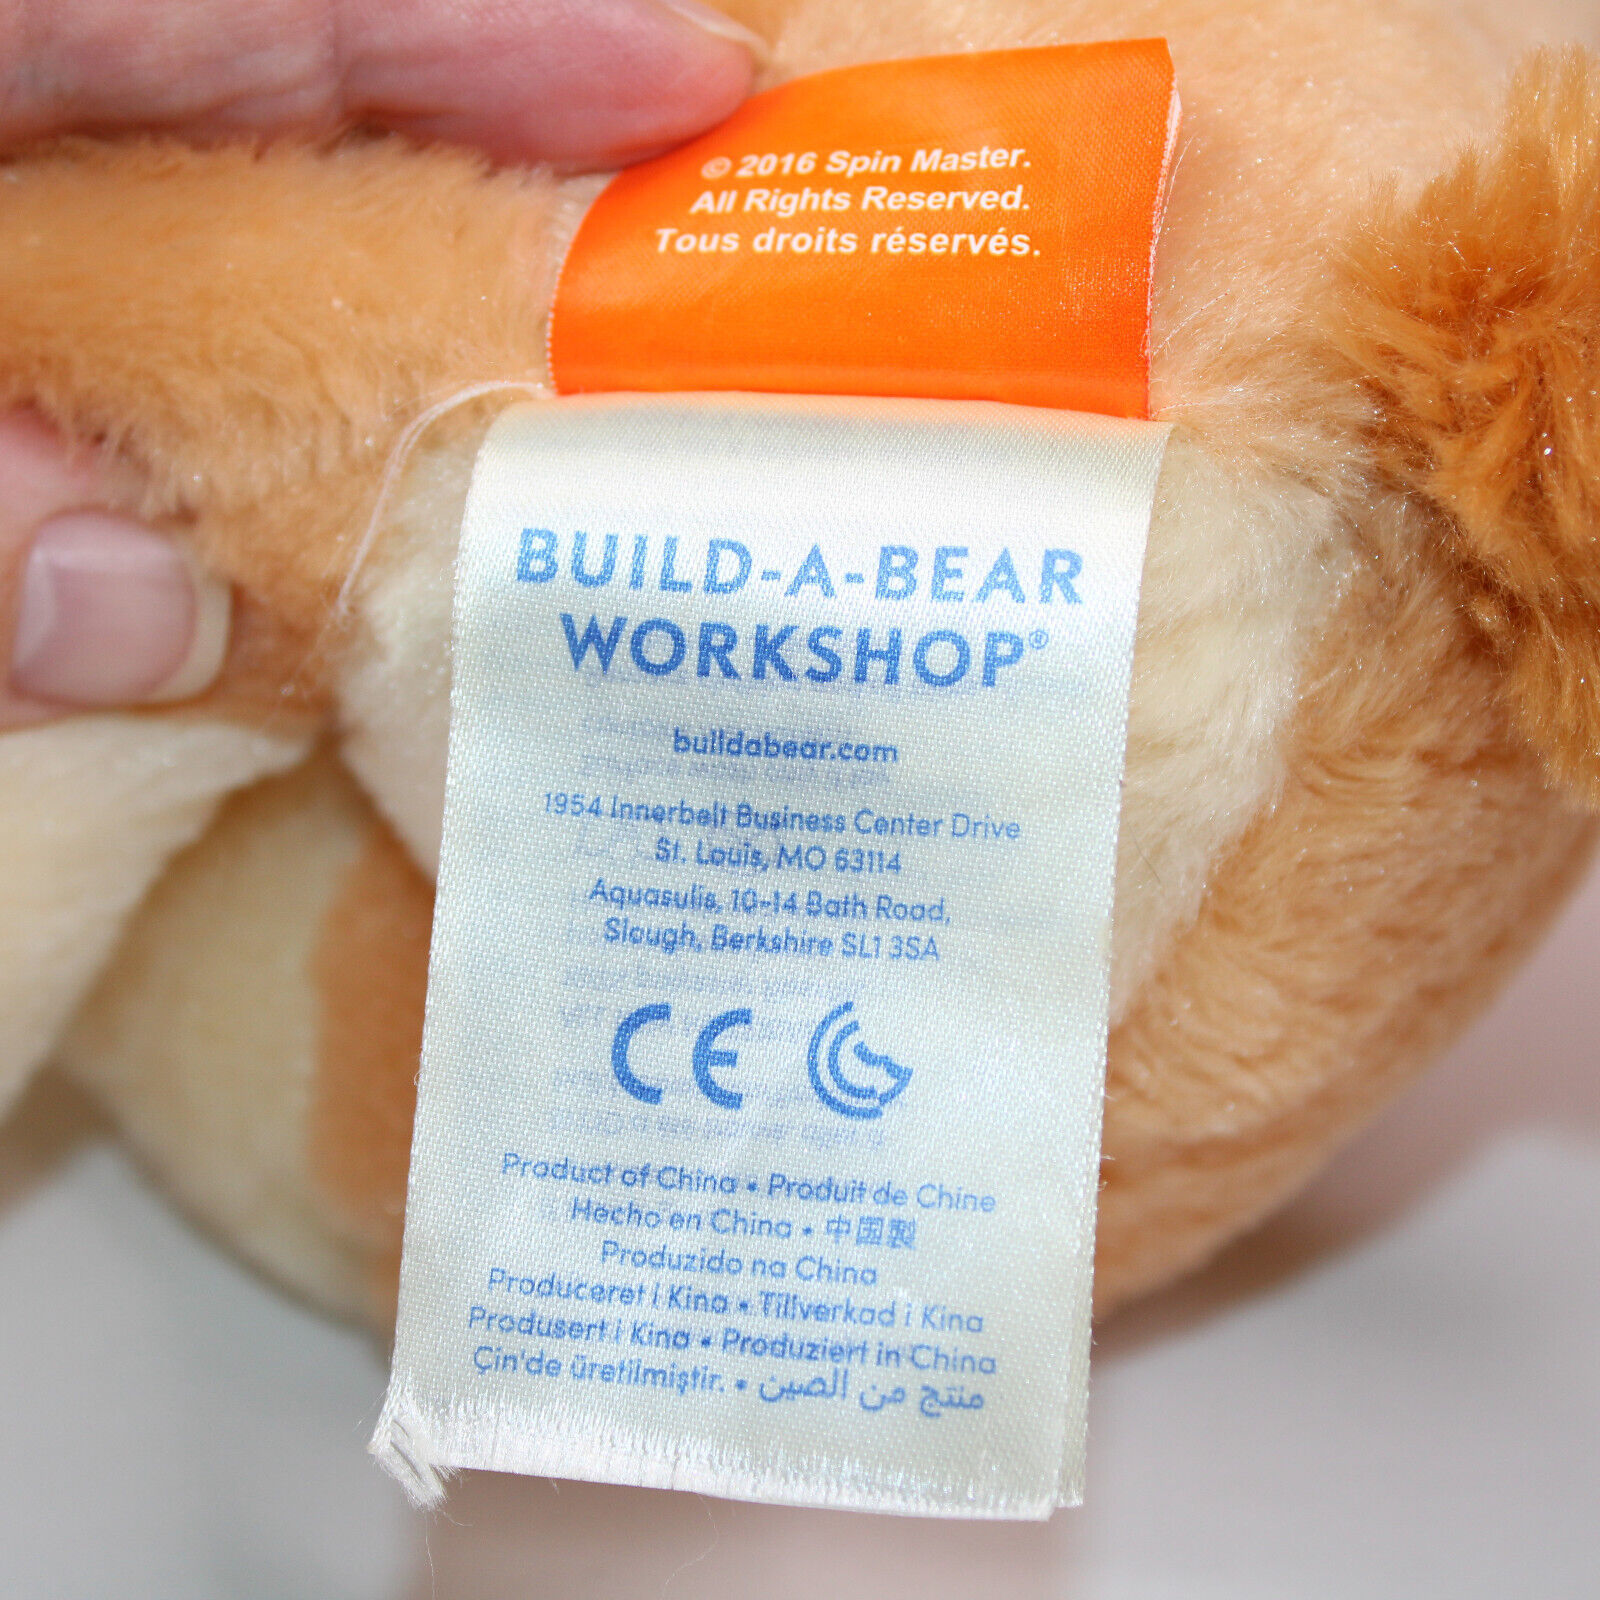 © 2016 Spin Master.
All Rights Reserved.
Tous droits réservés.
BUILD-A-BEAR
WORKSHOP®
buildabear.com
1954 Innerbelt Business Center Drive
St. Louis, MO 63114
Aquasulis, 10-14 Bath Road,
Slough, Berkshire SL1 3SA
CE
Product of China • Produit de Chine
Hecho en China • 中国製
Produzido na China
Produceret i Kina • Tillverkad i Kina
Produsert i Kina • Produziert in China
Çin'de üretilmiştir. • منتج من الصين